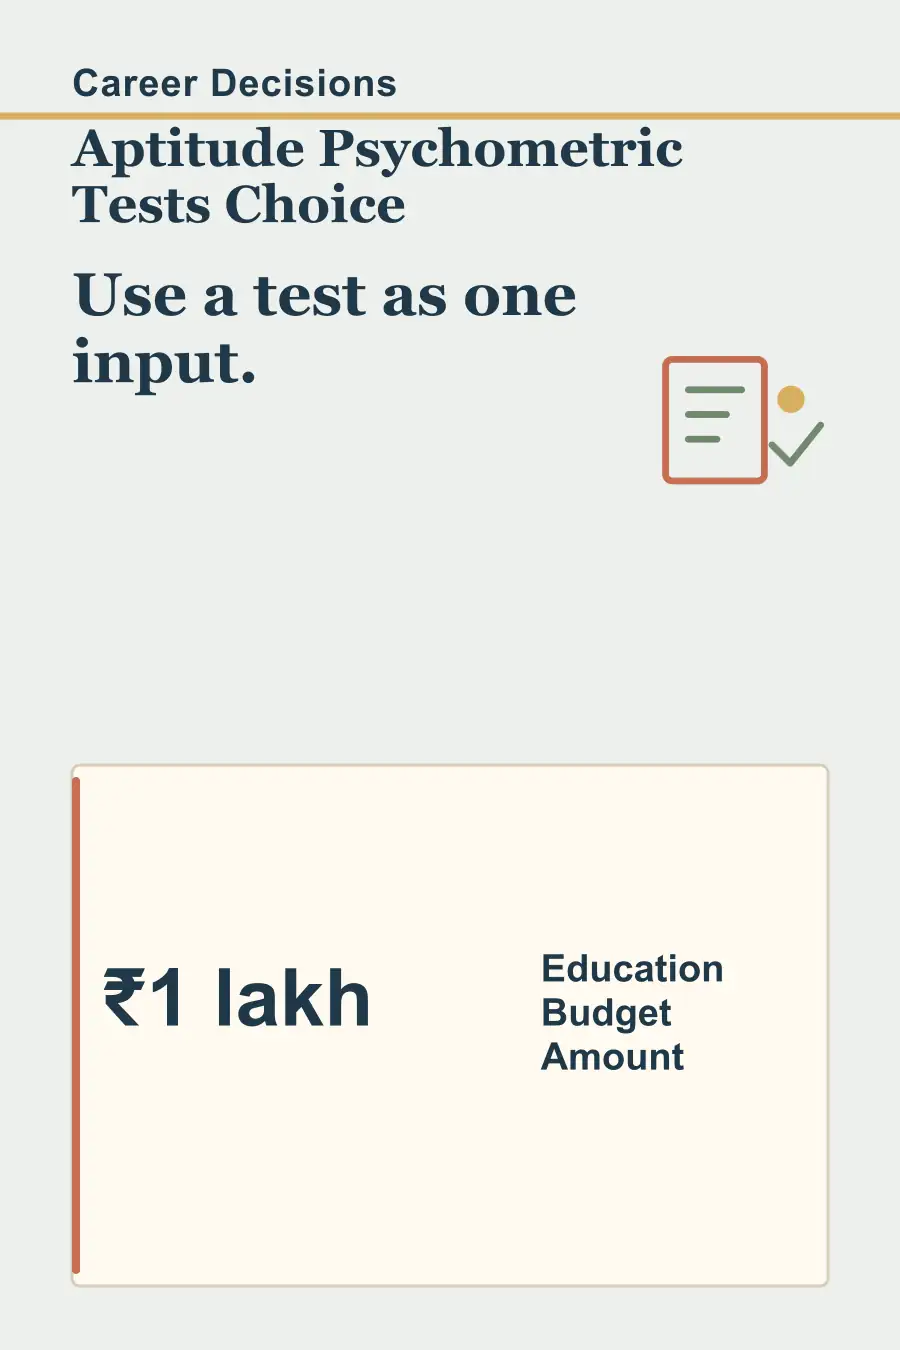 Career Decisions
Aptitude Psychometric
Tests Choice
Use a test as one
input.
₹1 lakh
Education
Budget
Amount